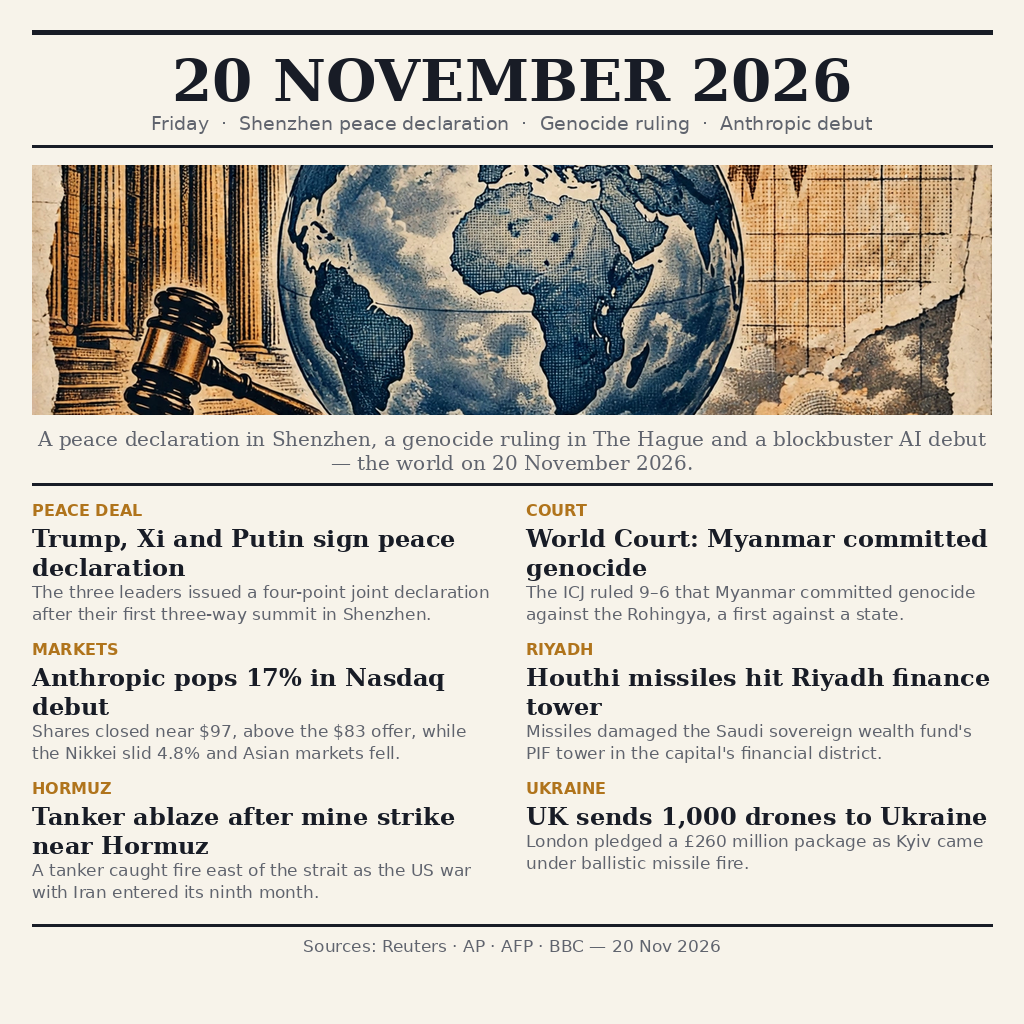 20 NOVEMBER 2026
Friday · Shenzhen peace declaration · Genocide ruling · Anthropic debut
A peace declaration in Shenzhen, a genocide ruling in The Hague and a blockbuster AI debut
— the world on 20 November 2026.
PEACE DEAL
Trump, Xi and Putin sign peace
declaration
The three leaders issued a four-point joint declaration
after their first three-way summit in Shenzhen.
COURT
World Court: Myanmar committed
genocide
The ICJ ruled 9–6 that Myanmar committed genocide
against the Rohingya, a first against a state.
MARKETS
Anthropic pops 17% in Nasdaq
debut
Shares closed near $97, above the $83 offer, while
the Nikkei slid 4.8% and Asian markets fell.
RIYADH
Houthi missiles hit Riyadh finance
tower
Missiles damaged the Saudi sovereign wealth fund's
PIF tower in the capital's financial district.
HORMUZ
Tanker ablaze after mine strike
near Hormuz
A tanker caught fire east of the strait as the US war
with Iran entered its ninth month.
UKRAINE
UK sends 1,000 drones to Ukraine
London pledged a £260 million package as Kyiv came
under ballistic missile fire.
Sources: Reuters · AP · AFP · BBC — 20 Nov 2026